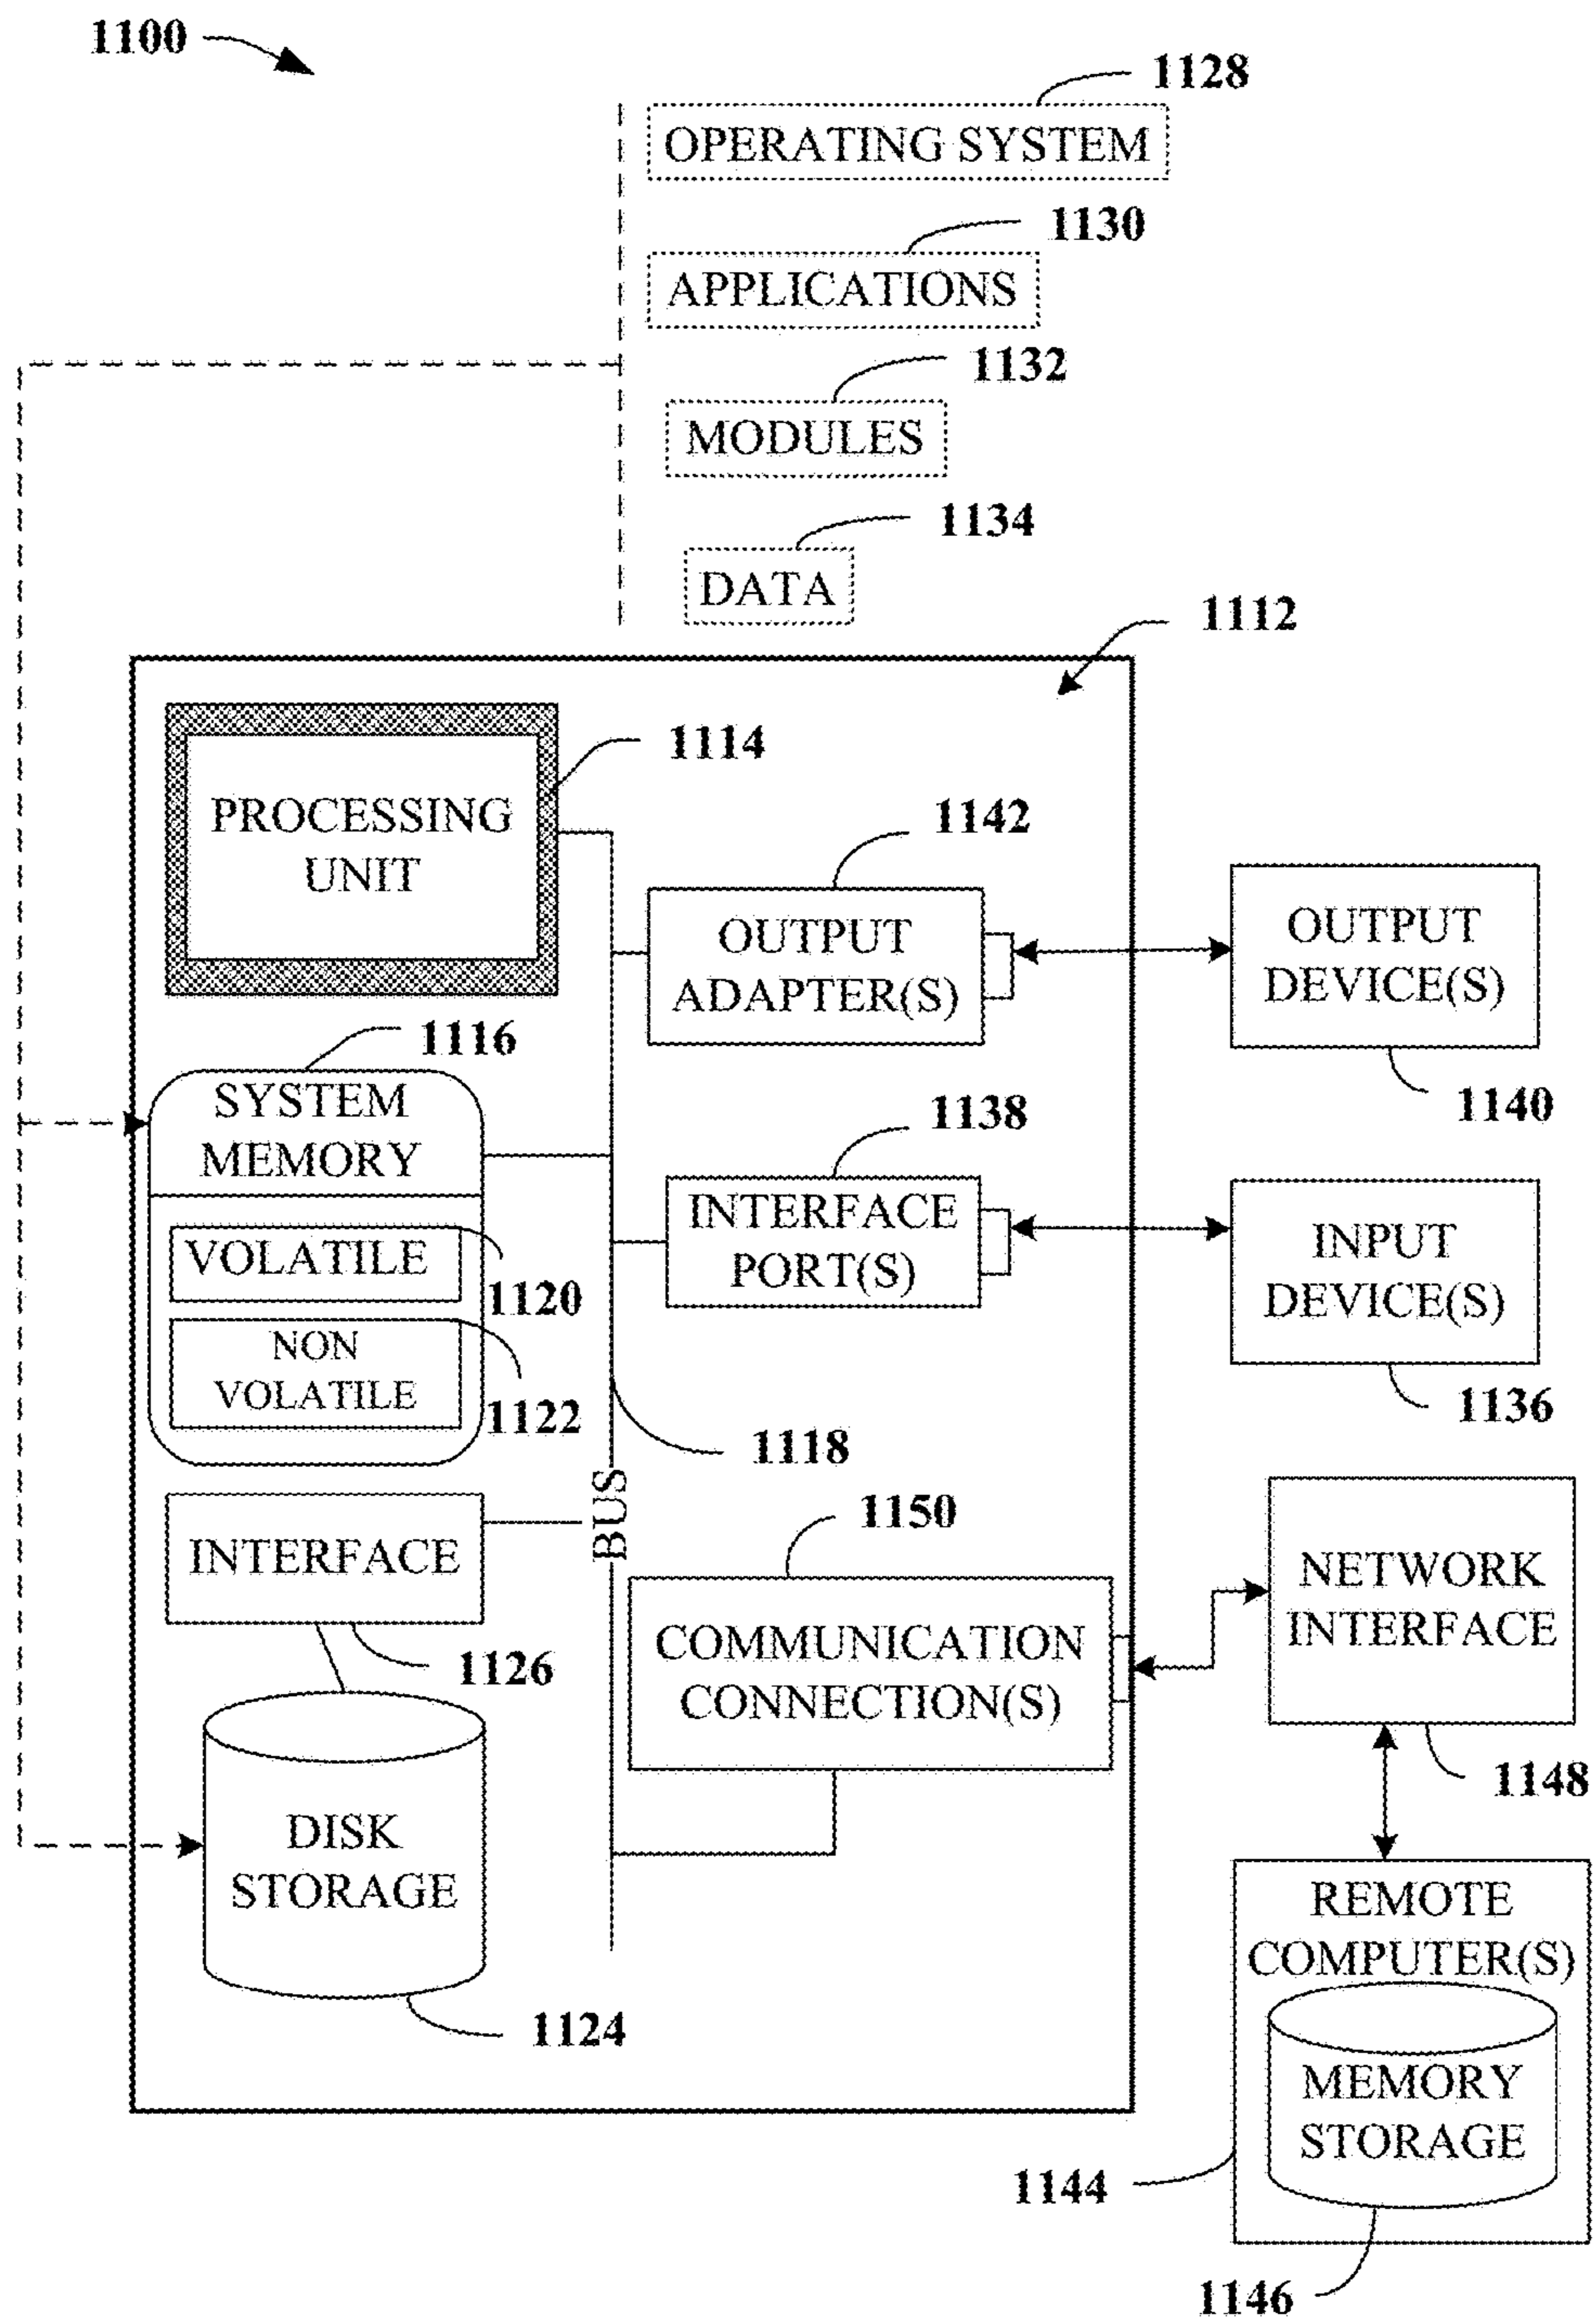 1100
1128
OPERATING SYSTEM
1130
APPLICATIONS
1132
MODULES
1134
DATA
1112
1114
PROCESSING
UNIT
1142
OUTPUT
ADAPTER(S)
OUTPUT
DEVICE(S)
1140
1116
SYSTEM
MEMORY
VOLATILE
1120
NON
VOLATILE
1122
1138
INTERFACE
PORT(S)
INPUT
DEVICE(S)
1136
1118
BUS
INTERFACE
1126
1150
COMMUNICATION
CONNECTION(S)
NETWORK
INTERFACE
1148
DISK
STORAGE
1124
REMOTE
COMPUTER(S)
MEMORY
STORAGE
1144
1146